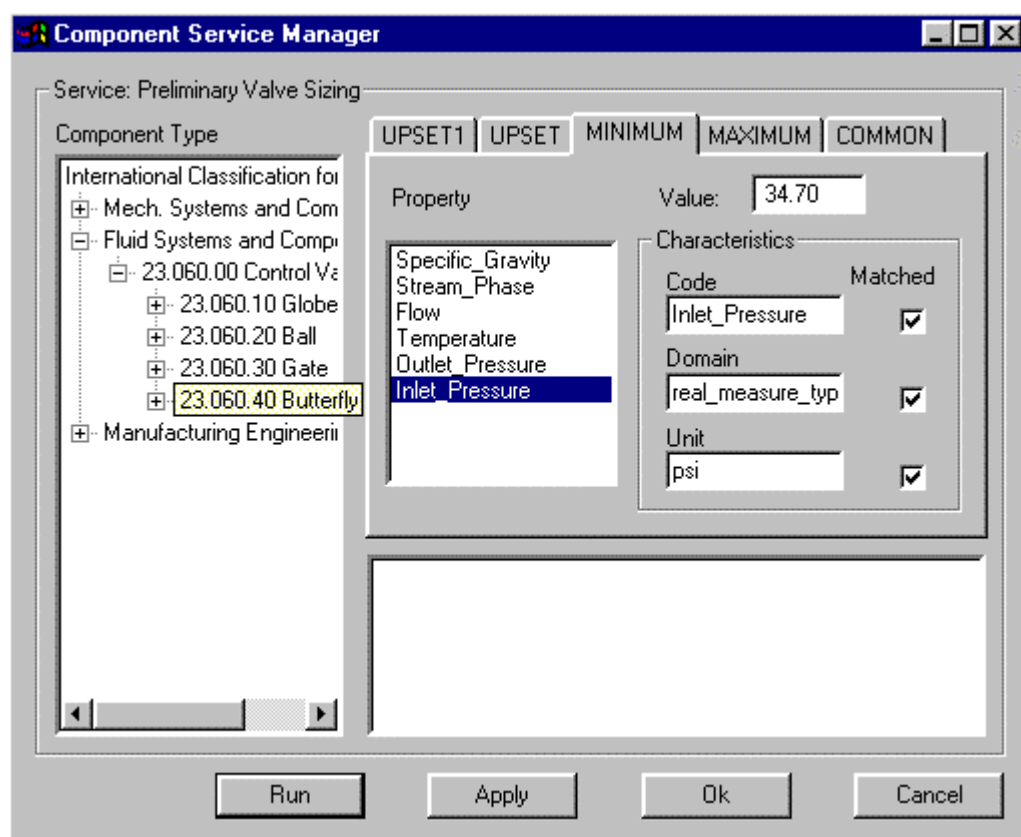 Component Service Manager
Service: Preliminary Valve Sizing
Component Type
International Classification for
Mech. Systems and Com
Fluid Systems and Comp
23.060.00 Control Va
23.060.10 Globe
23.060.20 Ball
23.060.30 Gate
23.060.40 Butterfly
Manufacturing Engineerin
UPSET1 UPSET MINIMUM MAXIMUM COMMON
Property
Value: 34.70
Specific_Gravity
Stream_Phase
Flow
Temperature
Outlet_Pressure
Inlet_Pressure
Characteristics
Code Matched
Inlet_Pressure
Domain
real_measure_typ
Unit
psi
Run Apply Ok Cancel